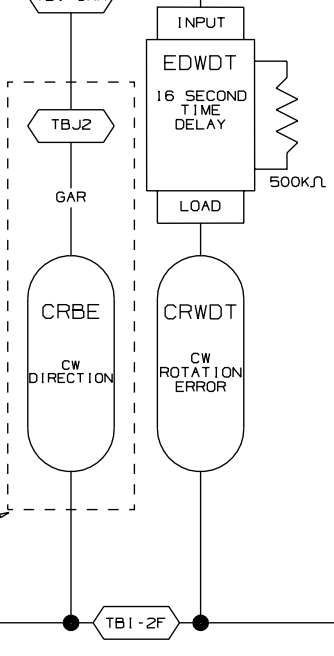 INPUT
EDWDT
16 SECOND
TIME
DELAY
500KΩ
LOAD
TBJ2
GAR
CRBE
CW
DIRECTION
CRWDT
CW
ROTATION
ERROR
TB1-2F